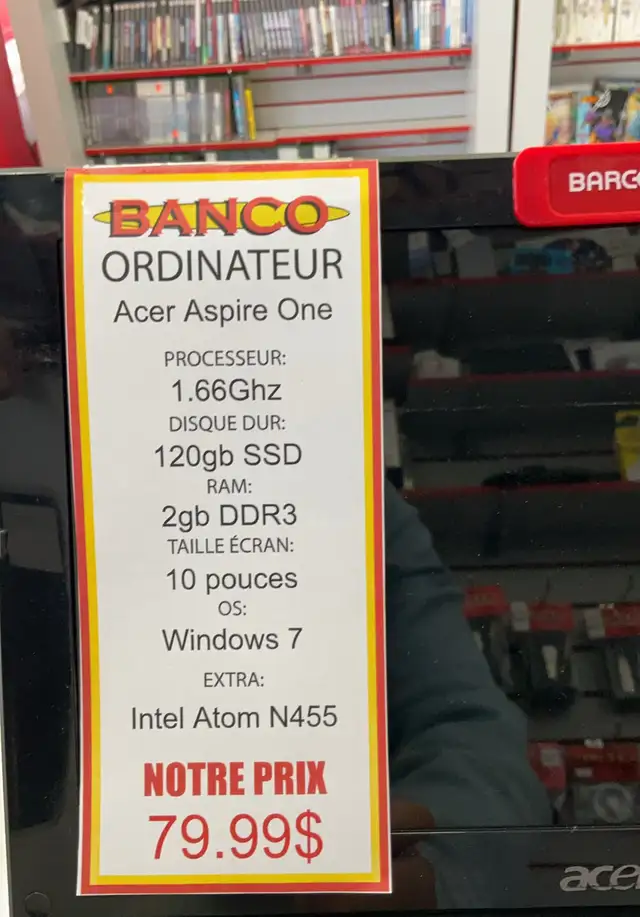 BANCO
ORDINATEUR
Acer Aspire One
PROCESSEUR:
1.66Ghz
DISQUE DUR:
120gb SSD
RAM:
2gb DDR3
TAILLE ÉCRAN:
10 pouces
OS:
Windows 7
EXTRA:
Intel Atom N455
NOTRE PRIX
79.99$
acer